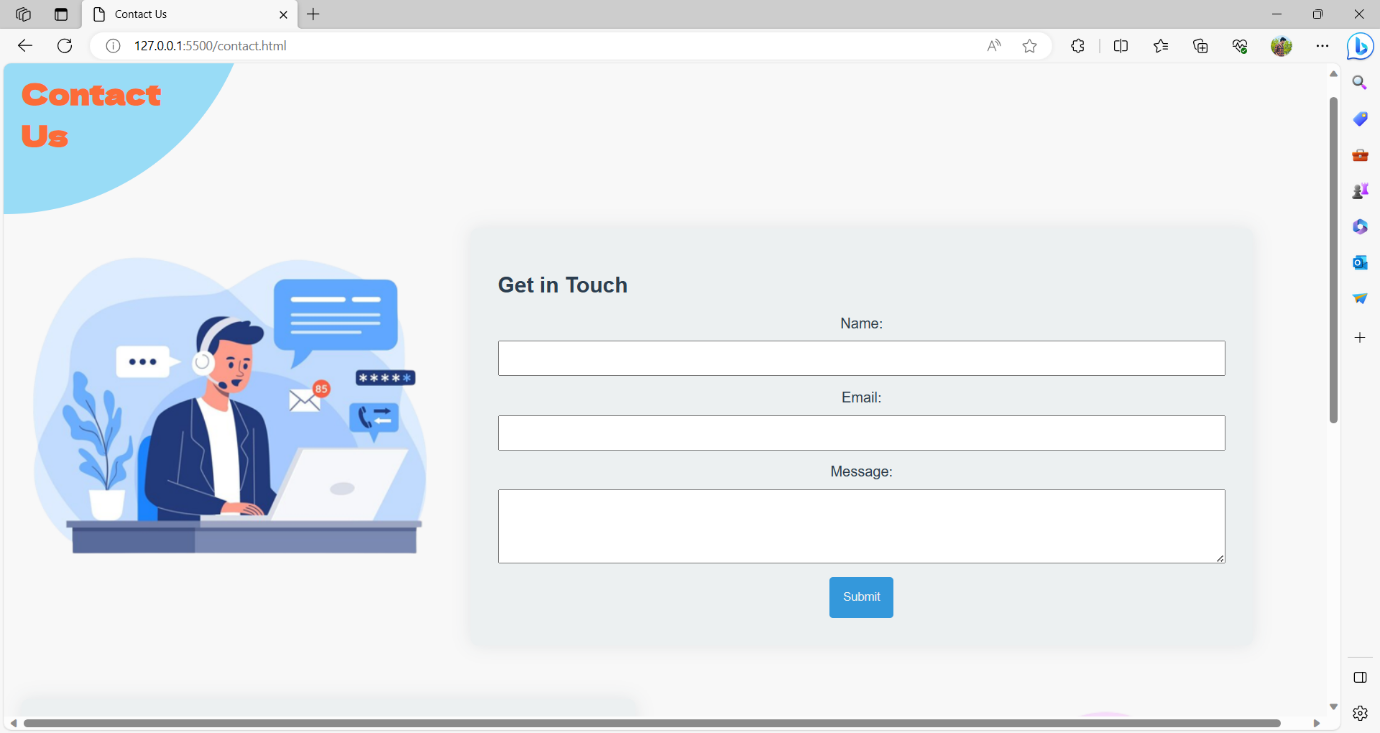 Contact Us
127.0.0.1:5500/contact.html
Contact
Us
Get in Touch
Name:
85
*****
Email:
Message:
Submit